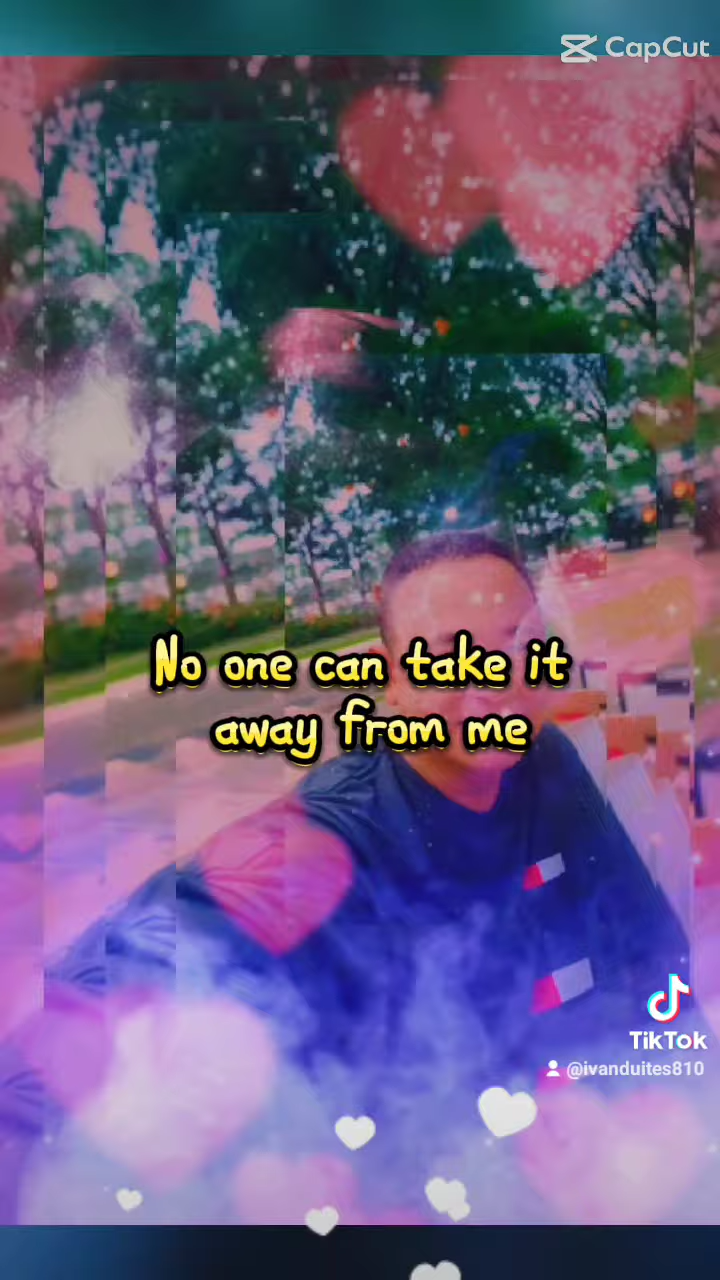 CapCut
No one can take it
away from me
TikTok
@ivanduites810